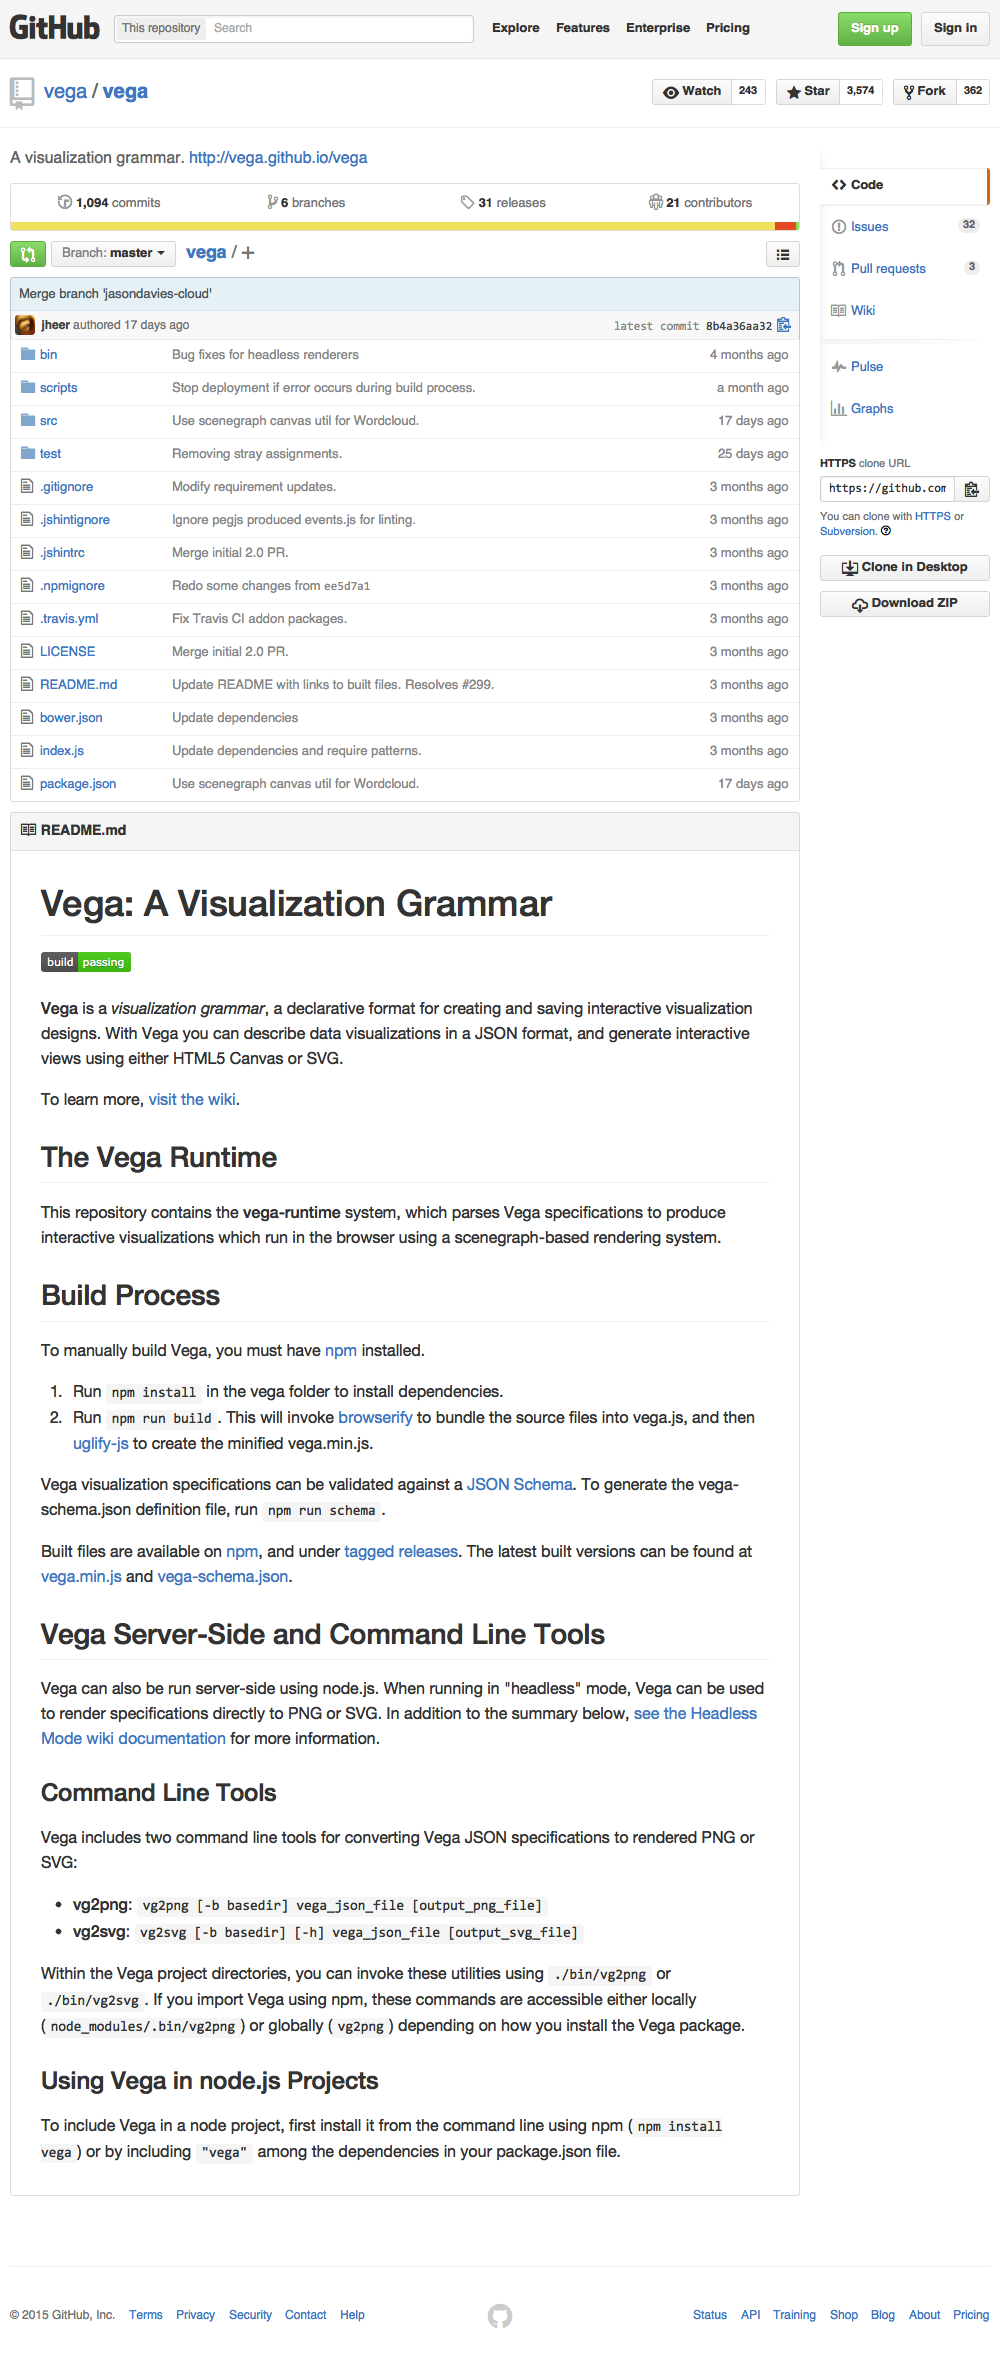 GitHub This repository Search Explore Features Enterprise Pricing Sign up Sign in
vega / vega Watch 243 Star 3,574 Fork 362
A visualization grammar. http://vega.github.io/vega
1,094 commits 6 branches 31 releases 21 contributors
Branch: master vega / +
Merge branch 'jasondavies-cloud'
jheer authored 17 days ago latest commit 8b4a36aa32
bin Bug fixes for headless renderers 4 months ago
scripts Stop deployment if error occurs during build process. a month ago
src Use scenegraph canvas util for Wordcloud. 17 days ago
test Removing stray assignments. 25 days ago
.gitignore Modify requirement updates. 3 months ago
.jshintignore Ignore pegjs produced events.js for linting. 3 months ago
.jshintrc Merge initial 2.0 PR. 3 months ago
.npmignore Redo some changes from ee5d7a1 3 months ago
.travis.yml Fix Travis CI addon packages. 3 months ago
LICENSE Merge initial 2.0 PR. 3 months ago
README.md Update README with links to built files. Resolves #299. 3 months ago
bower.json Update dependencies 3 months ago
index.js Update dependencies and require patterns. 3 months ago
package.json Use scenegraph canvas util for Wordcloud. 17 days ago
Code
Issues 32
Pull requests 3
Wiki
Pulse
Graphs
HTTPS clone URL
https://github.com
You can clone with HTTPS or
Subversion.
Clone in Desktop
Download ZIP
README.md
Vega: A Visualization Grammar
build passing
Vega is a visualization grammar, a declarative format for creating and saving interactive visualization
designs. With Vega you can describe data visualizations in a JSON format, and generate interactive
views using either HTML5 Canvas or SVG.
To learn more, visit the wiki.
The Vega Runtime
This repository contains the vega-runtime system, which parses Vega specifications to produce
interactive visualizations which run in the browser using a scenegraph-based rendering system.
Build Process
To manually build Vega, you must have npm installed.
1. Run npm install in the vega folder to install dependencies.
2. Run npm run build . This will invoke browserify to bundle the source files into vega.js, and then
uglify-js to create the minified vega.min.js.
Vega visualization specifications can be validated against a JSON Schema. To generate the vega-
schema.json definition file, run npm run schema .
Built files are available on npm, and under tagged releases. The latest built versions can be found at
vega.min.js and vega-schema.json.
Vega Server-Side and Command Line Tools
Vega can also be run server-side using node.js. When running in "headless" mode, Vega can be used
to render specifications directly to PNG or SVG. In addition to the summary below, see the Headless
Mode wiki documentation for more information.
Command Line Tools
Vega includes two command line tools for converting Vega JSON specifications to rendered PNG or
SVG:
• vg2png: vg2png [-b basedir] vega_json_file [output_png_file]
• vg2svg: vg2svg [-b basedir] [-h] vega_json_file [output_svg_file]
Within the Vega project directories, you can invoke these utilities using ./bin/vg2png or
./bin/vg2svg . If you import Vega using npm, these commands are accessible either locally
( node_modules/.bin/vg2png ) or globally ( vg2png ) depending on how you install the Vega package.
Using Vega in node.js Projects
To include Vega in a node project, first install it from the command line using npm ( npm install
vega ) or by including "vega" among the dependencies in your package.json file.
© 2015 GitHub, Inc. Terms Privacy Security Contact Help Status API Training Shop Blog About Pricing